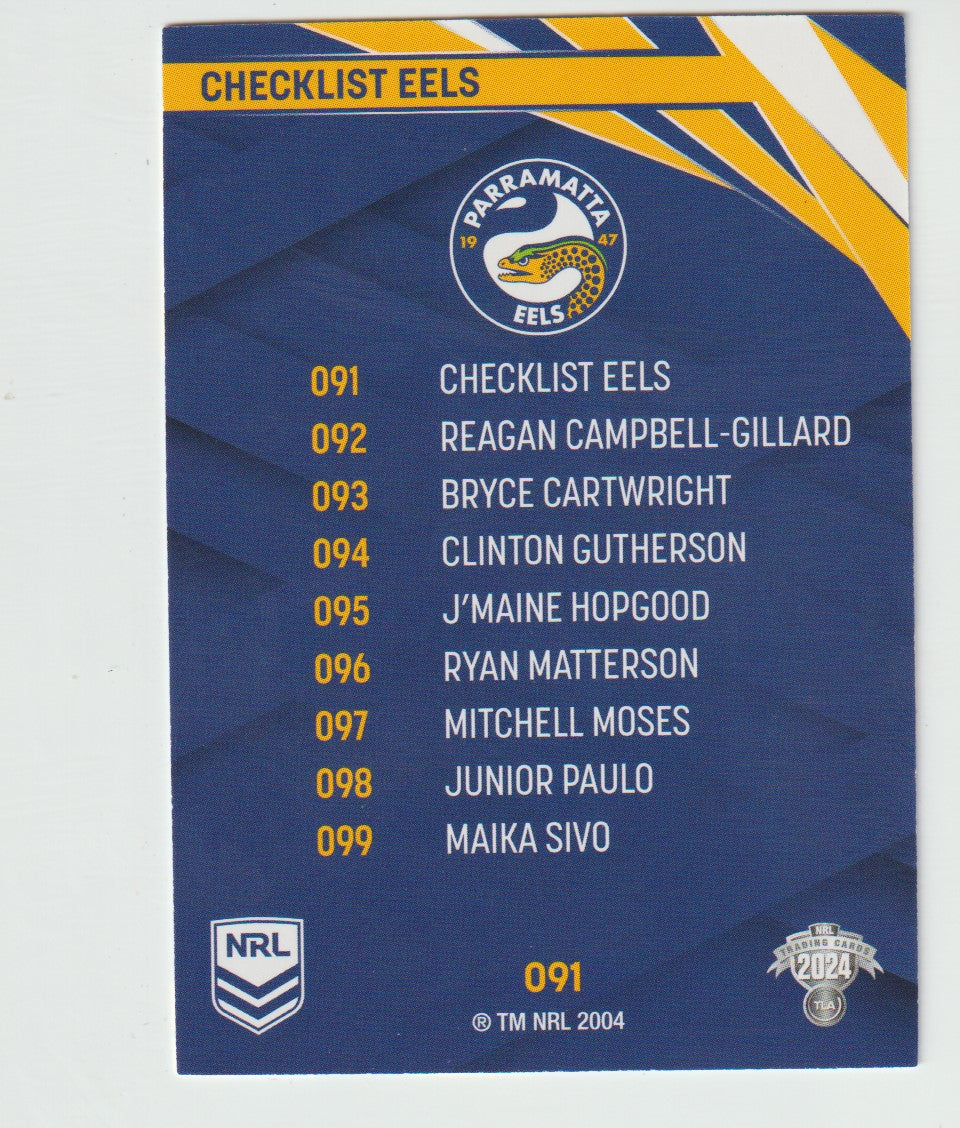 CHECKLIST EELS
PARRAMATTA
19 47
EELS
091 CHECKLIST EELS
092 REAGAN CAMPBELL-GILLARD
093 BRYCE CARTWRIGHT
094 CLINTON GUTHERSON
095 J'MAINE HOPGOOD
096 RYAN MATTERSON
097 MITCHELL MOSES
098 JUNIOR PAULO
099 MAIKA SIVO
NRL
091
® TM NRL 2004
NRL
TRADING CARDS
2024
TLA